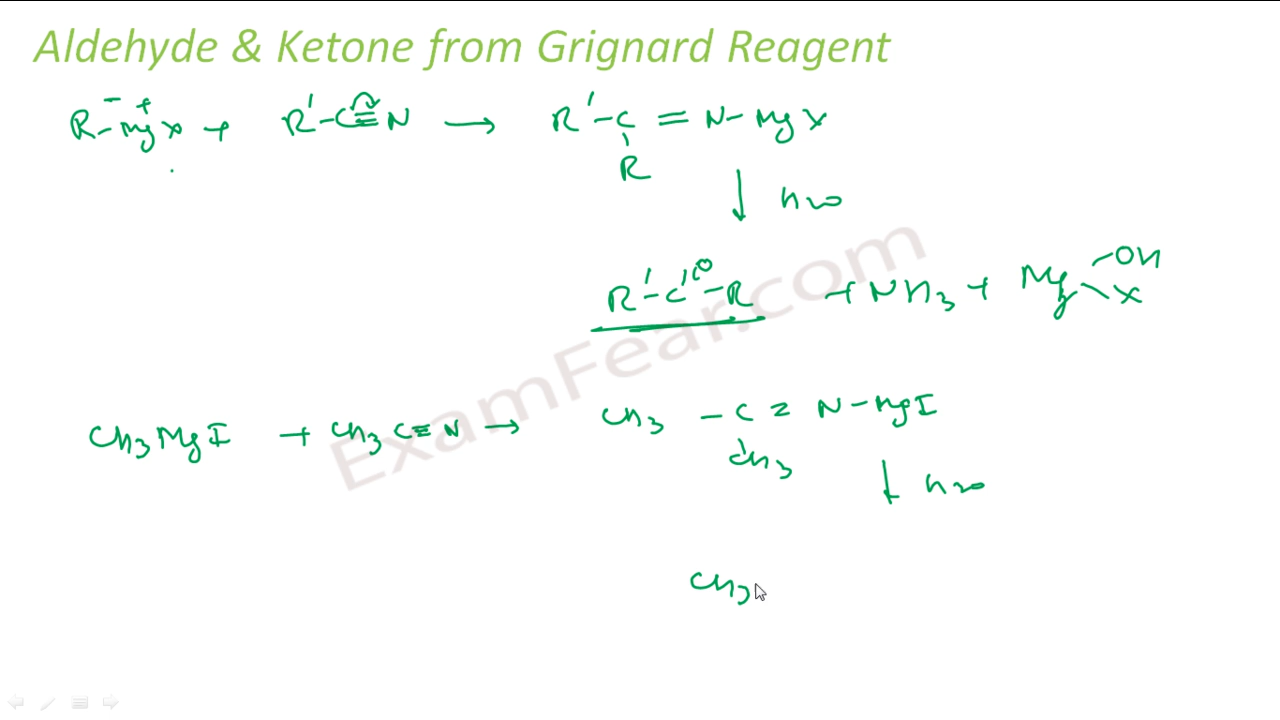 Aldehyde & Ketone from Grignard Reagent
R⁻–Mg⁺X + R'–C≡N → R'–C=N–MgX
R
↓ H₂O
R'–C(=O)–R + NH₃ + Mg–OH
X
CH₃MgI + CH₃C≡N → CH₃–C=N–MgI
CH₃
↓ H₂O
CH₃
ExamFear.com